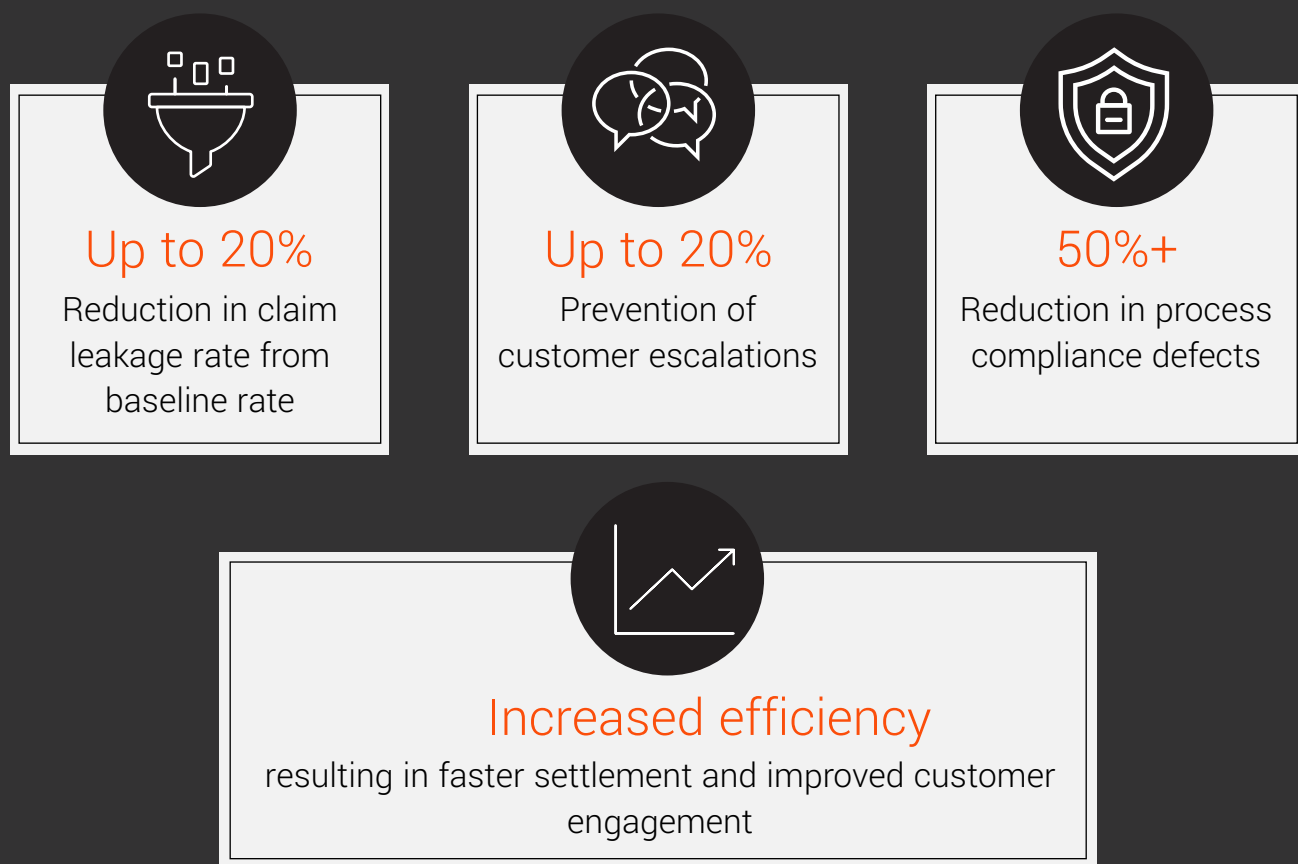 Up to 20%
Reduction in claim
leakage rate from
baseline rate
Up to 20%
Prevention of
customer escalations
50%+
Reduction in process
compliance defects
Increased efficiency
resulting in faster settlement and improved customer
engagement